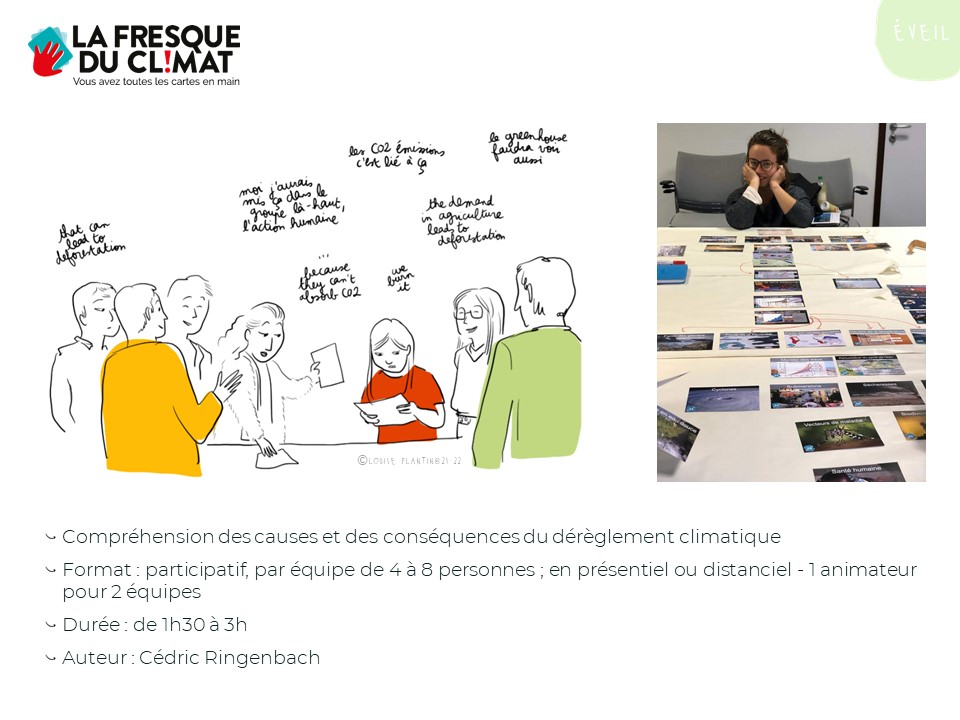 LA FRESQUE
DU CL!MAT
Vous avez toutes les cartes en main
ÉVEIL
that can
lead to
deforestation
moi j'aurais
mis ça dans le
groupe là-haut,
l'action humaine
les CO2 émissions
c'est lié à ça
le greenhouse
faudra voir
aussi
the demand
in agriculture
leads to
deforestation
...
because
they can't
absorb CO2
we
burn
it
©LOUISE PLANTIN@21 22
Cyclones
Submersions
Sécheresses
Vecteurs de maladie
Santé humaine
Compréhension des causes et des conséquences du dérèglement climatique
Format : participatif, par équipe de 4 à 8 personnes ; en présentiel ou distanciel - 1 animateur
pour 2 équipes
Durée : de 1h30 à 3h
Auteur : Cédric Ringenbach